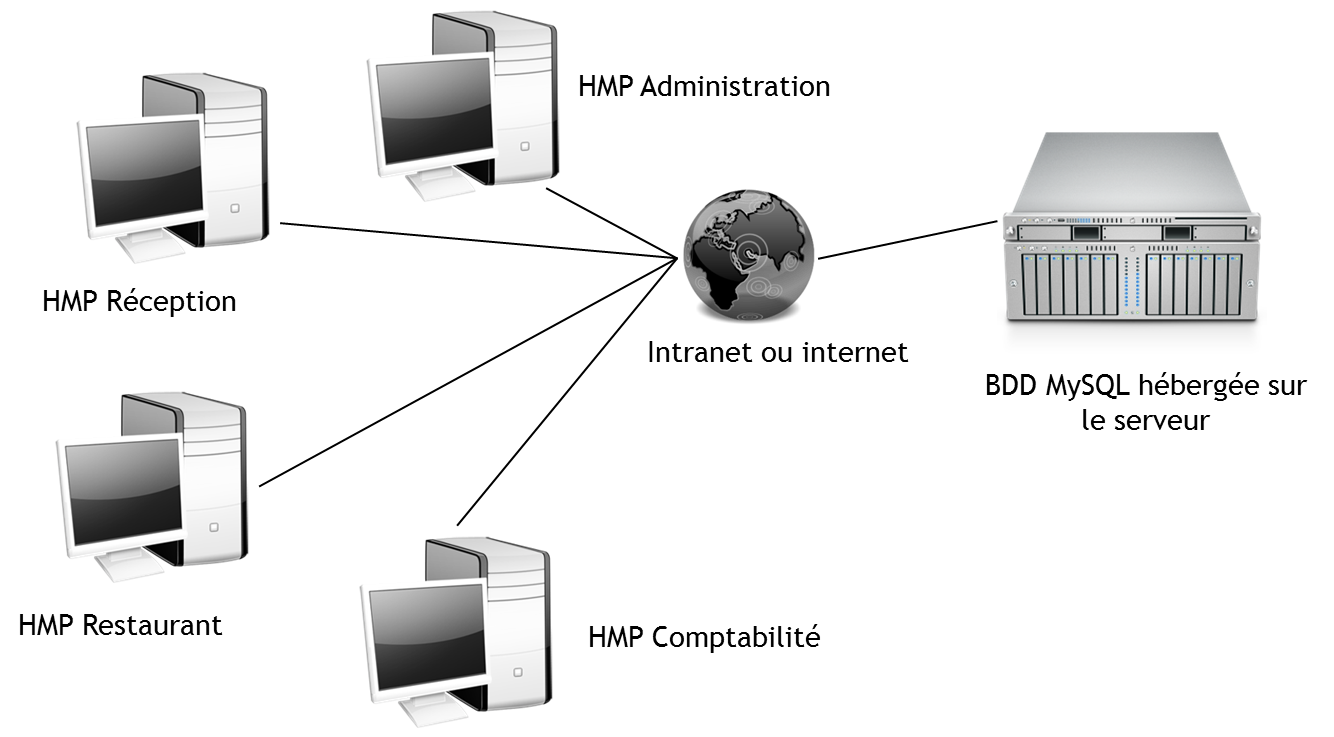 HMP Administration
HMP Réception
Intranet ou internet
BDD MySQL hébergée sur
le serveur
HMP Restaurant
HMP Comptabilité